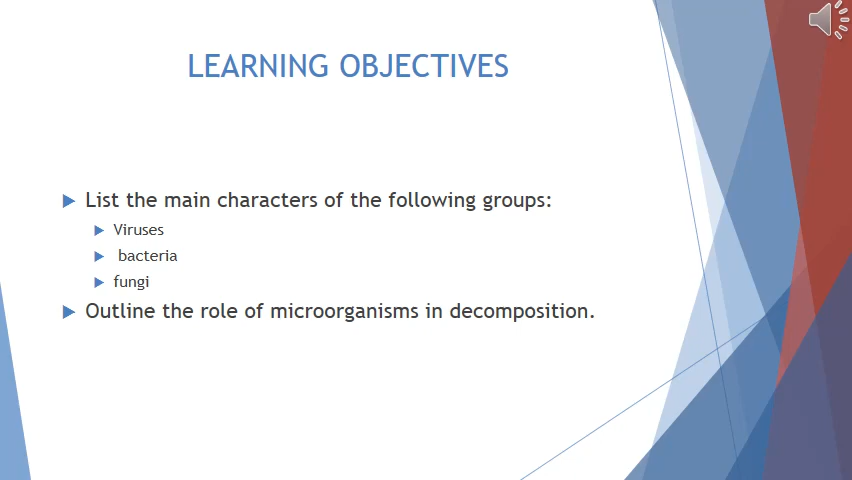 LEARNING OBJECTIVES
List the main characters of the following groups:
Viruses
bacteria
fungi
Outline the role of microorganisms in decomposition.